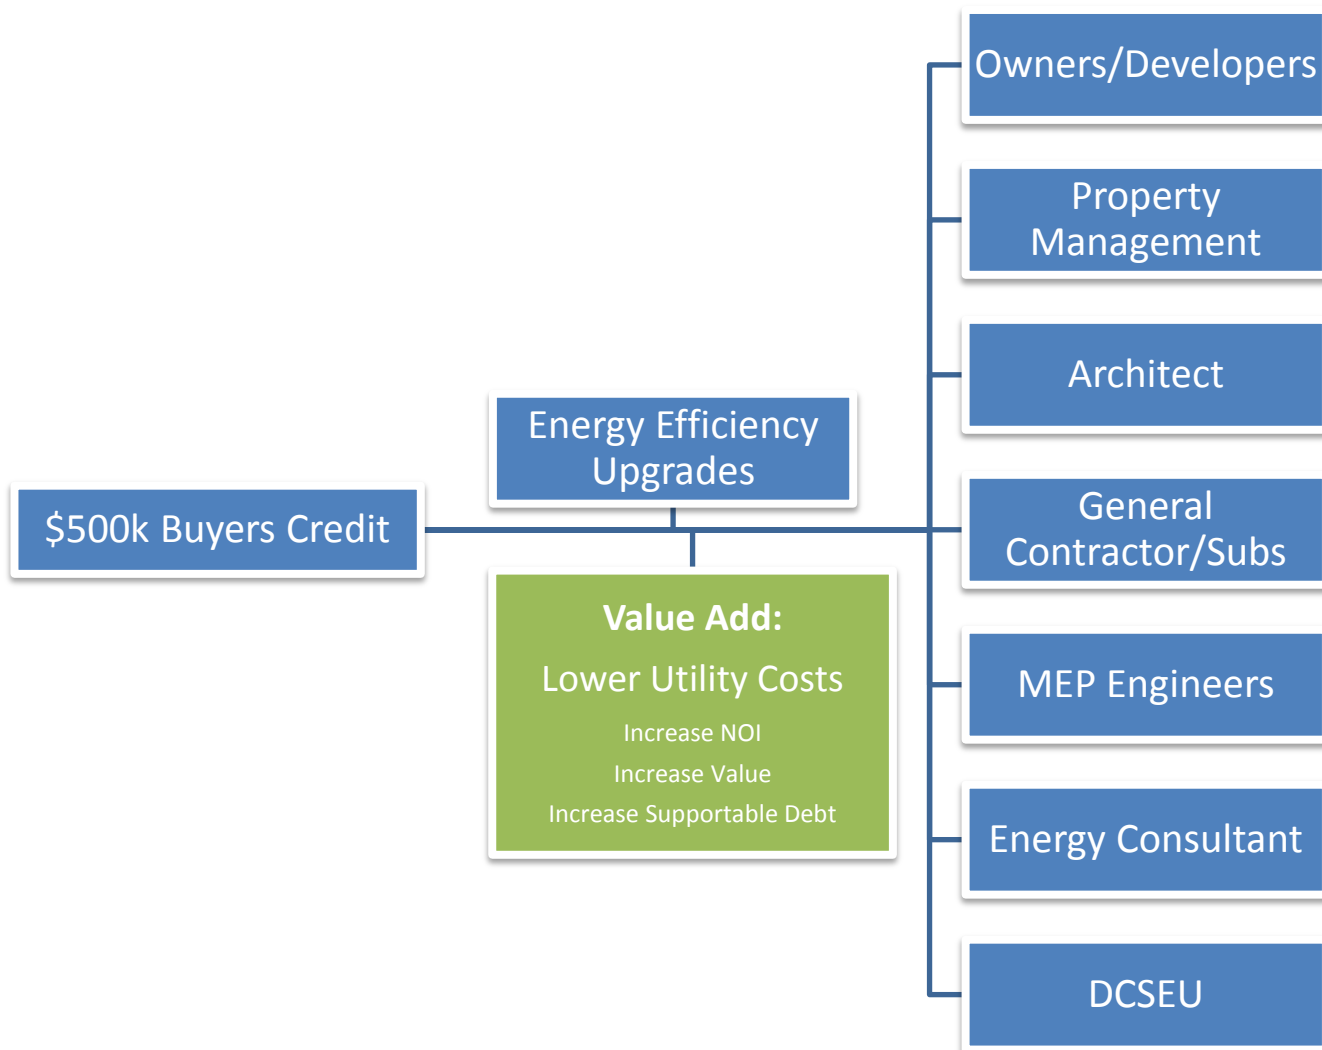 $500k Buyers Credit
Energy Efficiency
Upgrades
Value Add:
Lower Utility Costs
Increase NOI
Increase Value
Increase Supportable Debt
Owners/Developers
Property
Management
Architect
General
Contractor/Subs
MEP Engineers
Energy Consultant
DCSEU